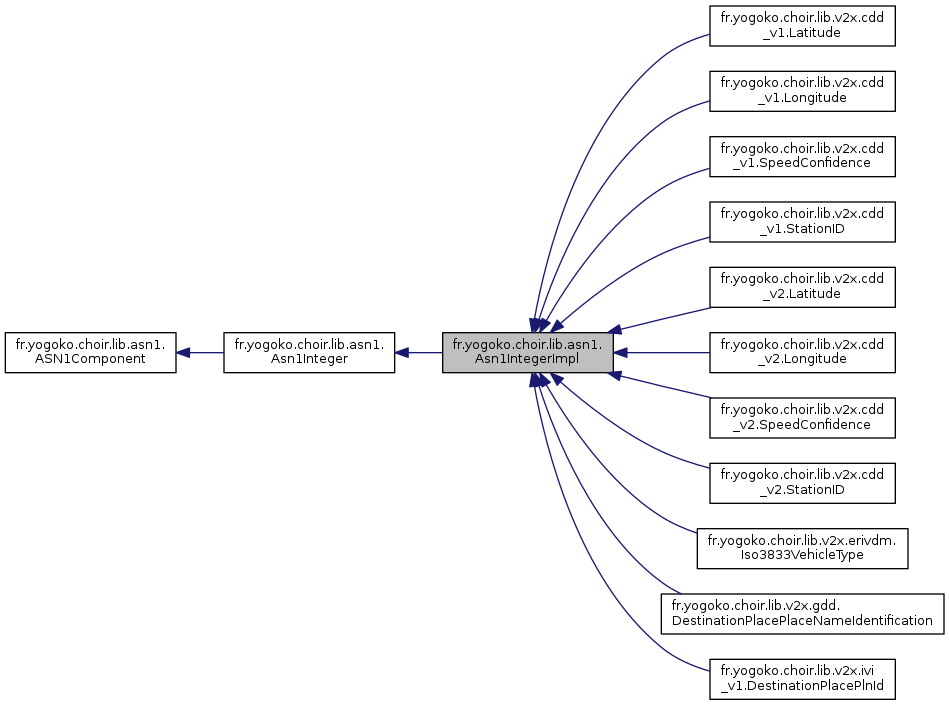 fr.yogoko.choir.lib.asn1.
ASN1Component
fr.yogoko.choir.lib.asn1.
Asn1Integer
fr.yogoko.choir.lib.asn1.
Asn1IntegerImpl
fr.yogoko.choir.lib.v2x.cdd
_v1.Latitude
fr.yogoko.choir.lib.v2x.cdd
_v1.Longitude
fr.yogoko.choir.lib.v2x.cdd
_v1.SpeedConfidence
fr.yogoko.choir.lib.v2x.cdd
_v1.StationID
fr.yogoko.choir.lib.v2x.cdd
_v2.Latitude
fr.yogoko.choir.lib.v2x.cdd
_v2.Longitude
fr.yogoko.choir.lib.v2x.cdd
_v2.SpeedConfidence
fr.yogoko.choir.lib.v2x.cdd
_v2.StationID
fr.yogoko.choir.lib.v2x.erivdm.
Iso3833VehicleType
fr.yogoko.choir.lib.v2x.gdd.
DestinationPlacePlaceNameIdentification
fr.yogoko.choir.lib.v2x.ivi
_v1.DestinationPlacePlnId